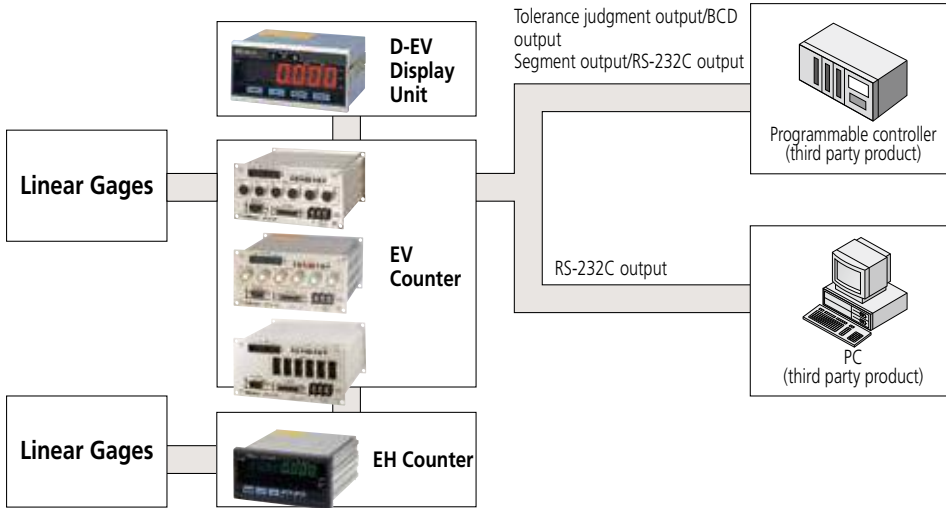 D-EV
Display
Unit
Tolerance judgment output/BCD
output
Segment output/RS-232C output
Programmable controller
(third party product)
Linear Gages
EV
Counter
RS-232C output
PC
(third party product)
Linear Gages
EH Counter